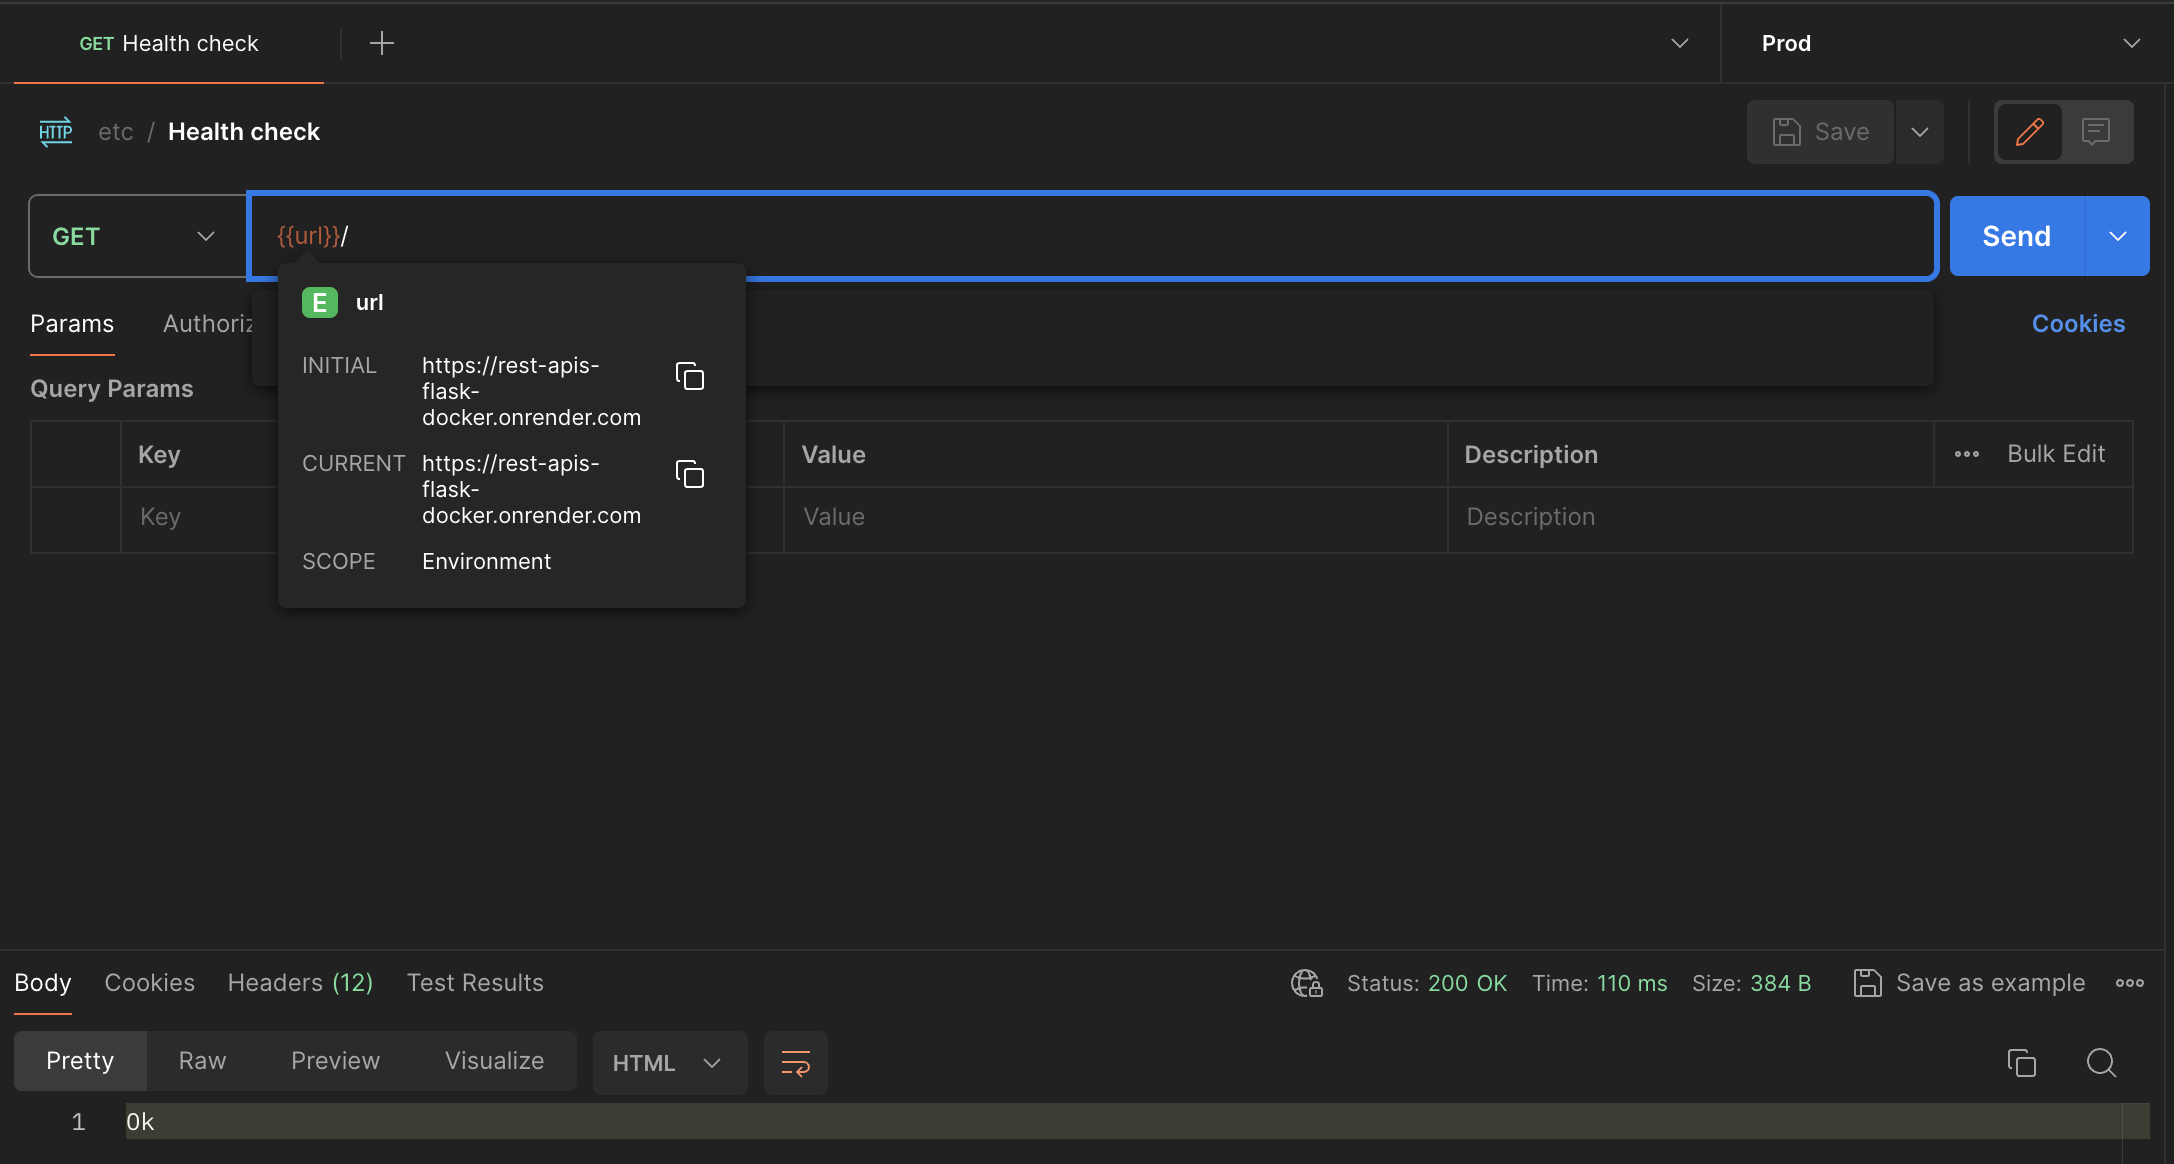 GET Health check
Prod
HTTP etc / Health check
Save
GET {{url}}/
Send
E url
Params Authoriz
Cookies
INITIAL https://rest-apis-
flask-
docker.onrender.com
Query Params
Key Value Description Bulk Edit
CURRENT https://rest-apis-
flask-
docker.onrender.com
Key Value Description
SCOPE Environment
Body Cookies Headers (12) Test Results Status: 200 OK Time: 110 ms Size: 384 B Save as example
Pretty Raw Preview Visualize HTML
1 Ok